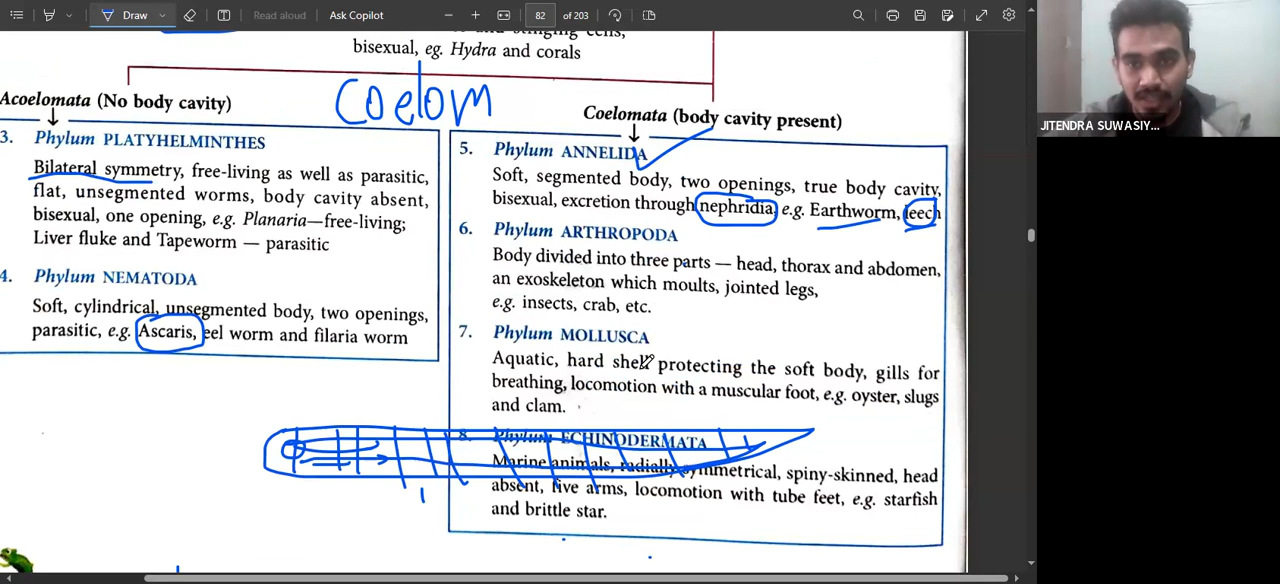 Draw
Read aloud
Ask Copilot
82
of 203
bisexual, eg. Hydra and corals
Acoelomata (No body cavity)
Coelom
Coelomata (body cavity present)
3. Phylum PLATYHELMINTHES
Bilateral symmetry, free-living as well as parasitic,
flat, unsegmented worms, body cavity absent,
bisexual, one opening, e.g. Planaria—free-living;
Liver fluke and Tapeworm — parasitic
4. Phylum NEMATODA
Soft, cylindrical, unsegmented body, two openings,
parasitic, e.g. Ascaris, eel worm and filaria worm
5. Phylum ANNELIDA
Soft, segmented body, two openings, true body cavity,
bisexual, excretion through nephridia, e.g. Earthworm, leech
6. Phylum ARTHROPODA
Body divided into three parts — head, thorax and abdomen,
an exoskeleton which moults, jointed legs,
e.g. insects, crab, etc.
7. Phylum MOLLUSCA
Aquatic, hard shell protecting the soft body, gills for
breathing, locomotion with a muscular foot, e.g. oyster, slugs
and clam.
8. Phylum ECHINODERMATA
Marine animals, radially symmetrical, spiny-skinned, head
absent, five arms, locomotion with tube feet, e.g. starfish
and brittle star.
JITENDRA SUWASIY...